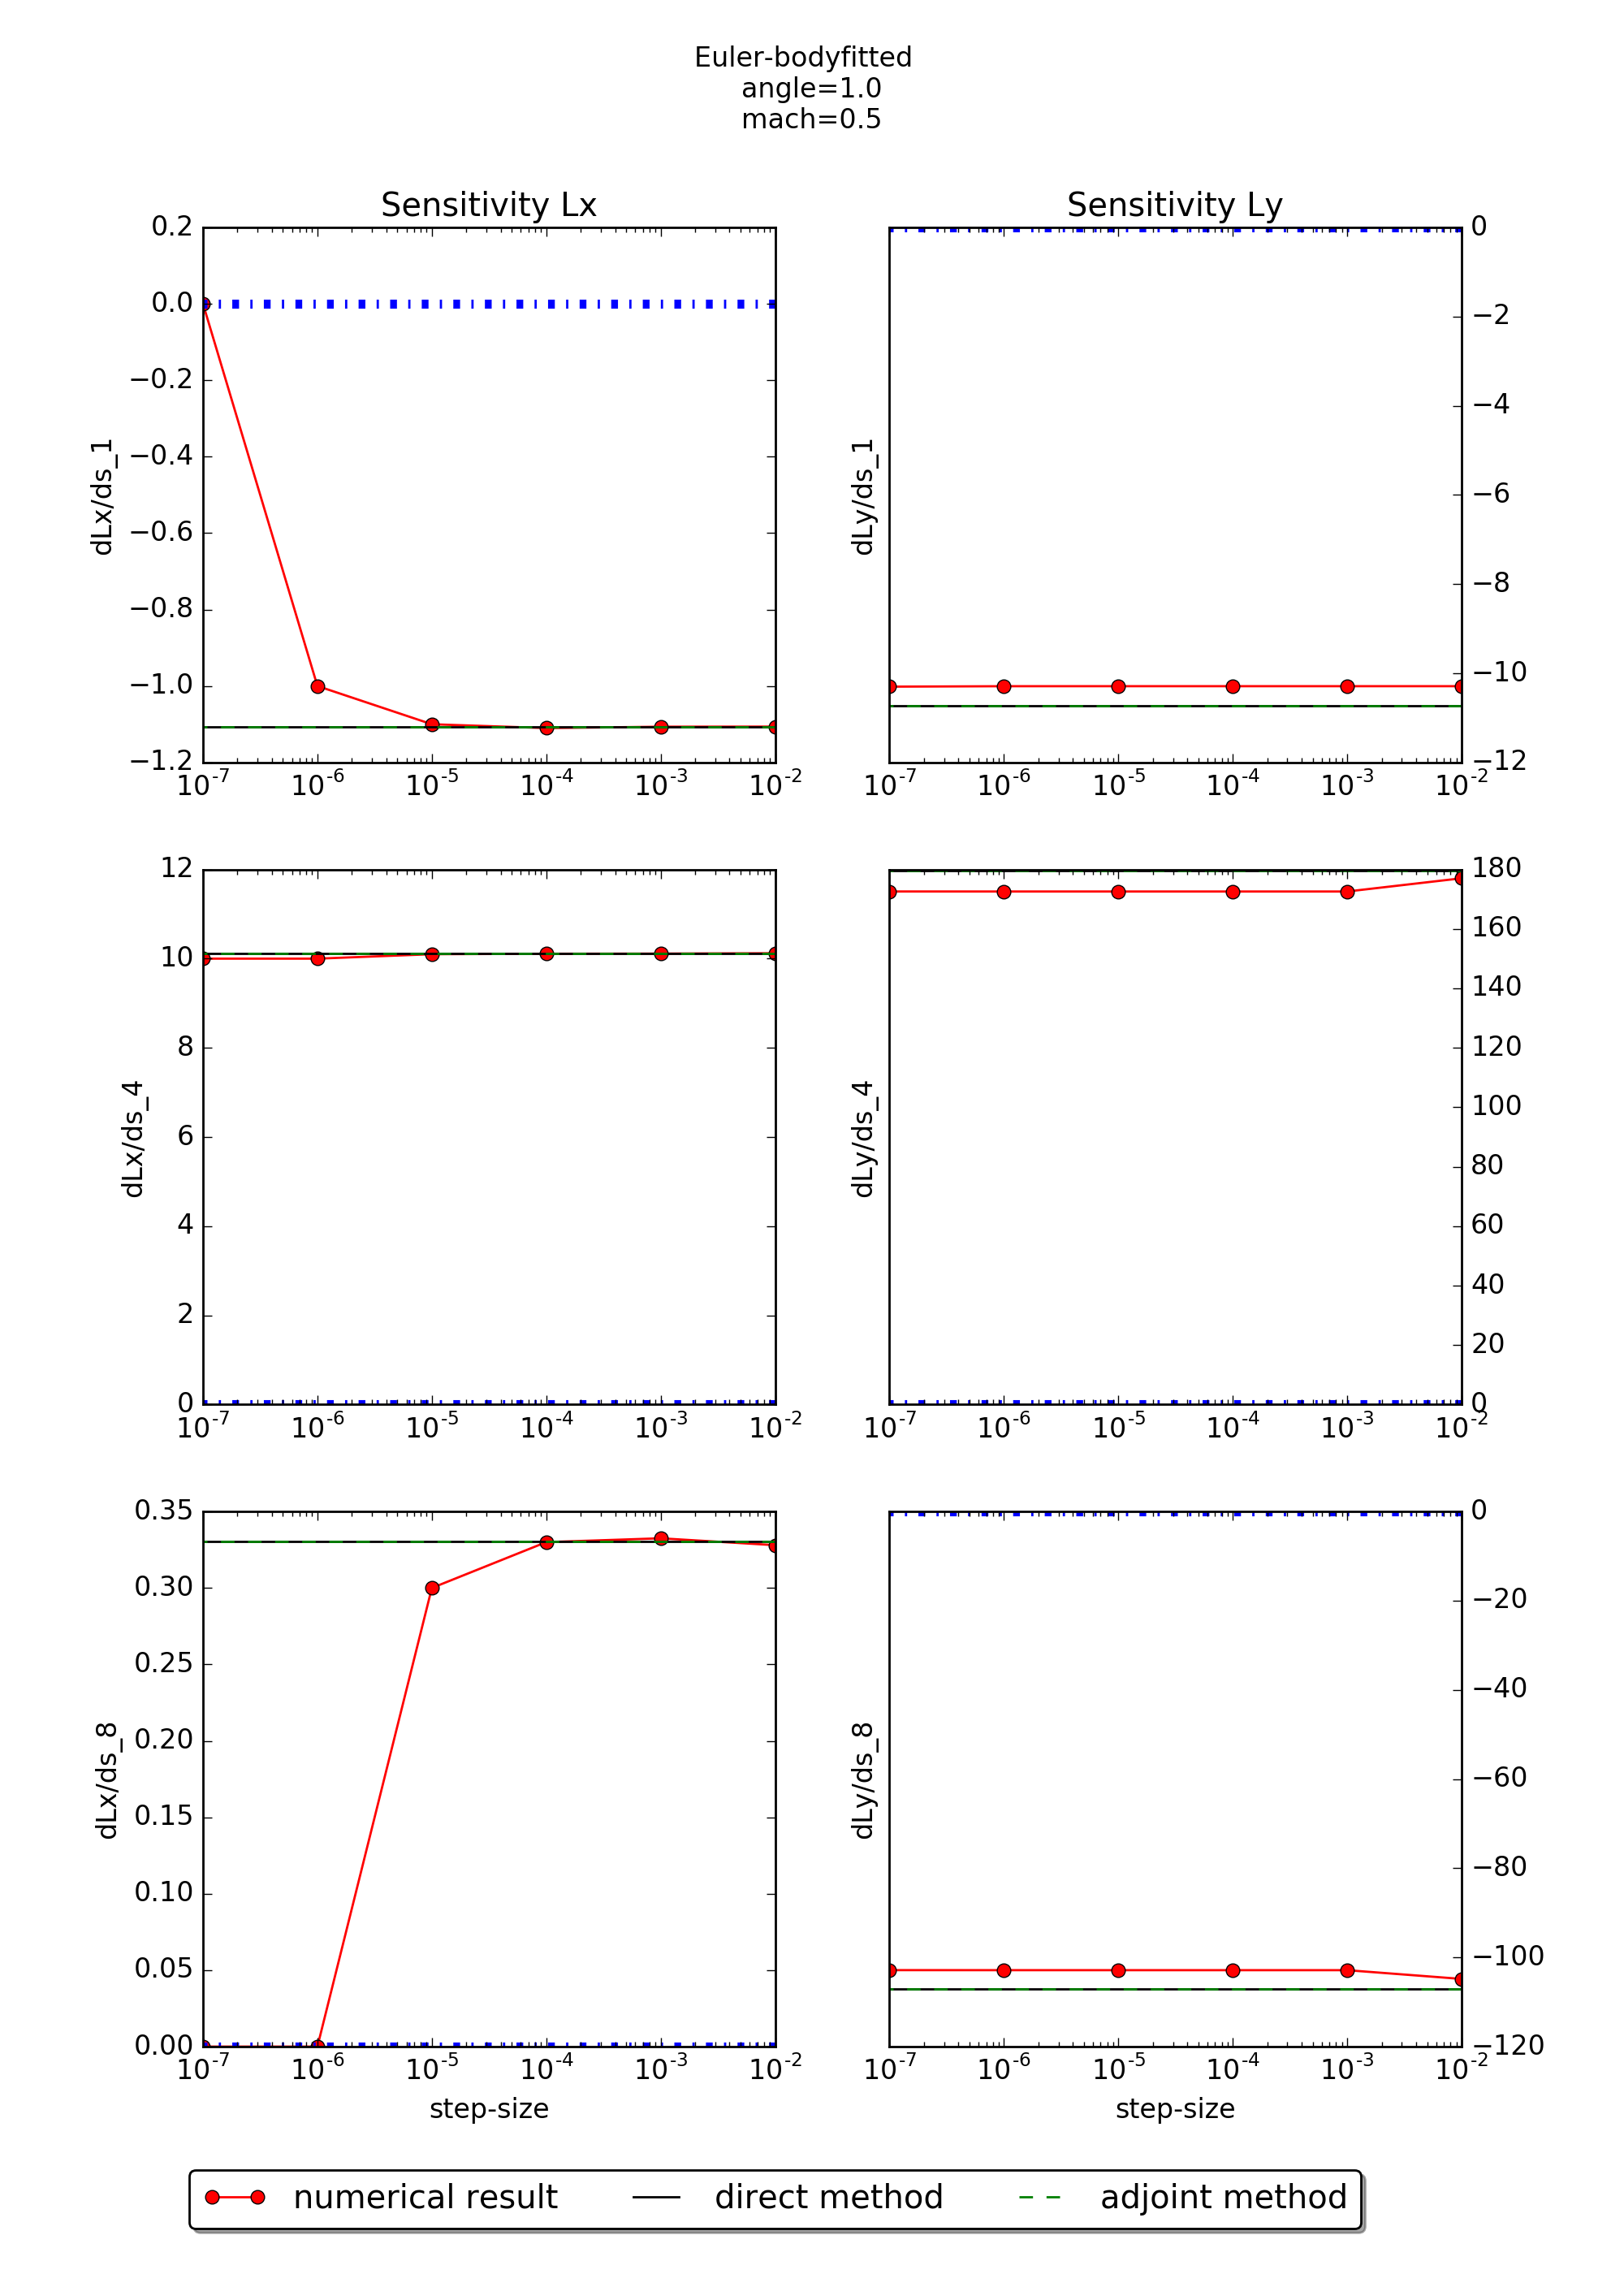 Euler-bodyfitted
angle=1.0
mach=0.5
Sensitivity Lx
0.2
0.0
−0.2
−0.4
−0.6
−0.8
−1.0
−1.2
dLx/ds_1
10-7 10-6 10-5 10-4 10-3 10-2
Sensitivity Ly
0
−2
−4
−6
−8
−10
−12
dLy/ds_1
10-7 10-6 10-5 10-4 10-3 10-2
12
10
8
6
4
2
0
dLx/ds_4
10-7 10-6 10-5 10-4 10-3 10-2
180
160
140
120
100
80
60
40
20
0
dLy/ds_4
10-7 10-6 10-5 10-4 10-3 10-2
0.35
0.30
0.25
0.20
0.15
0.10
0.05
0.00
dLx/ds_8
10-7 10-6 10-5 10-4 10-3 10-2
step-size
0
−20
−40
−60
−80
−100
−120
dLy/ds_8
10-7 10-6 10-5 10-4 10-3 10-2
step-size
numerical result direct method adjoint method